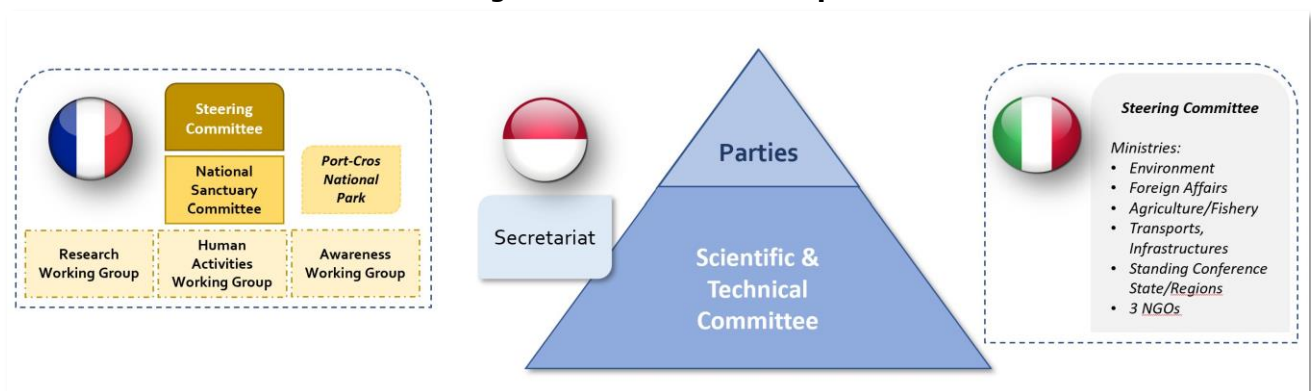 Steering
Committee
National
Sanctuary
Committee
Port-Cros
National
Park
Research
Working Group
Human
Activities
Working Group
Awareness
Working Group
Secretariat
Parties
Scientific &
Technical
Committee
Steering Committee
Ministries:
• Environment
• Foreign Affairs
• Agriculture/Fishery
• Transports,
Infrastructures
• Standing Conference
State/Regions
• 3 NGOs